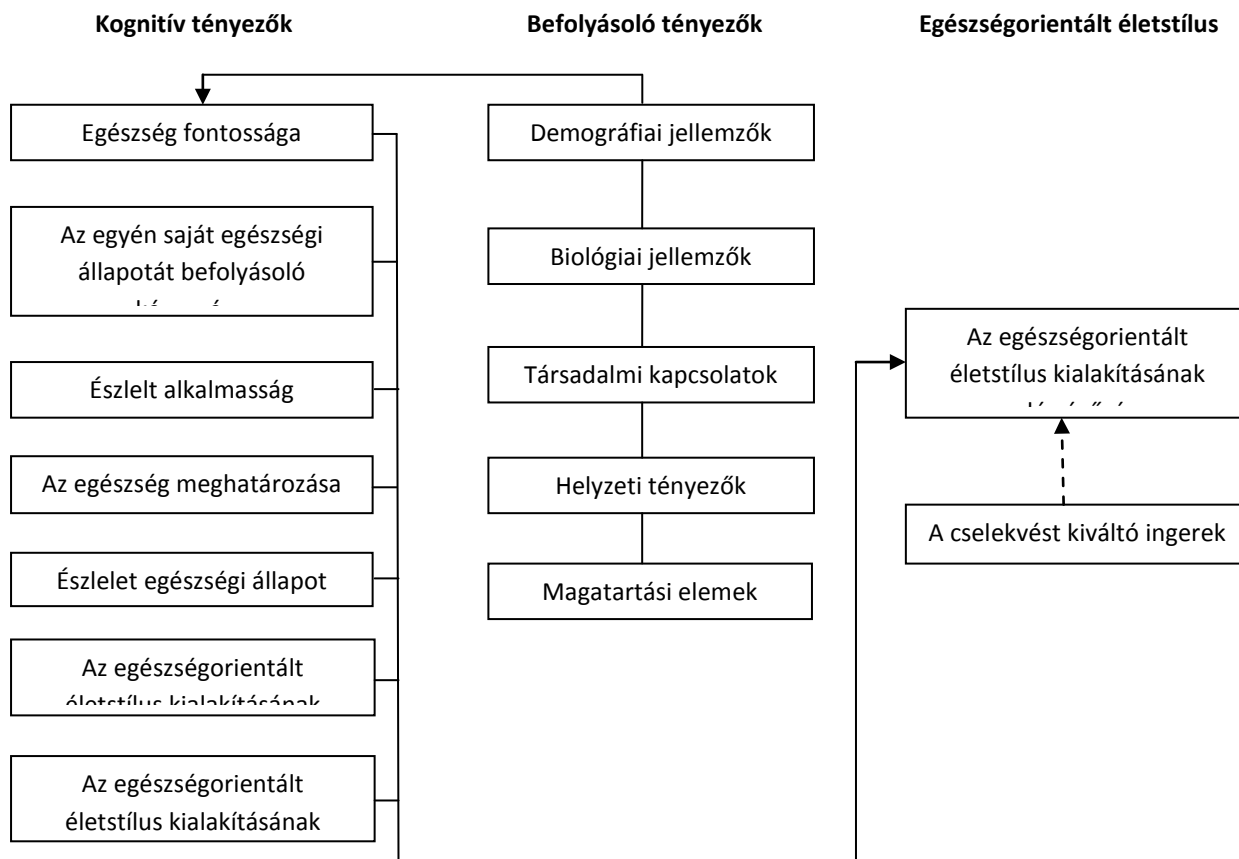 Kognitív tényezők
Egészség fontossága
Az egyén saját egészségi
állapotát befolyásoló
Észlelt alkalmasság
Az egészség meghatározása
Észlelet egészségi állapot
Az egészségorientált
életstílus kialakításának
Az egészségorientált
életstílus kialakításának
Befolyásoló tényezők
Demográfiai jellemzők
Biológiai jellemzők
Társadalmi kapcsolatok
Helyzeti tényezők
Magatartási elemek
Egészségorientált életstílus
Az egészségorientált
életstílus kialakításának
A cselekvést kiváltó ingerek